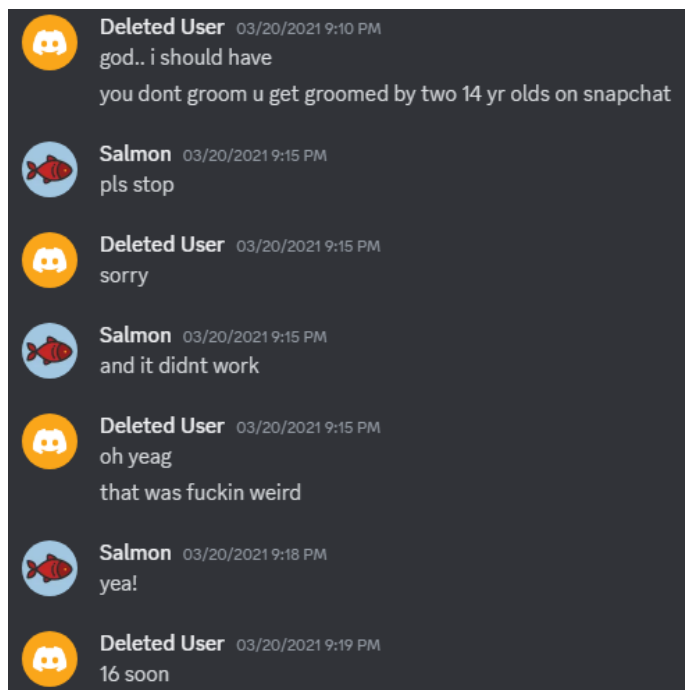 Deleted User 03/20/2021 9:10 PM
god.. i should have
you dont groom u get groomed by two 14 yr olds on snapchat
Salmon 03/20/2021 9:15 PM
pls stop
Deleted User 03/20/2021 9:15 PM
sorry
Salmon 03/20/2021 9:15 PM
and it didnt work
Deleted User 03/20/2021 9:15 PM
oh yeag
that was fuckin weird
Salmon 03/20/2021 9:18 PM
yea!
Deleted User 03/20/2021 9:19 PM
16 soon